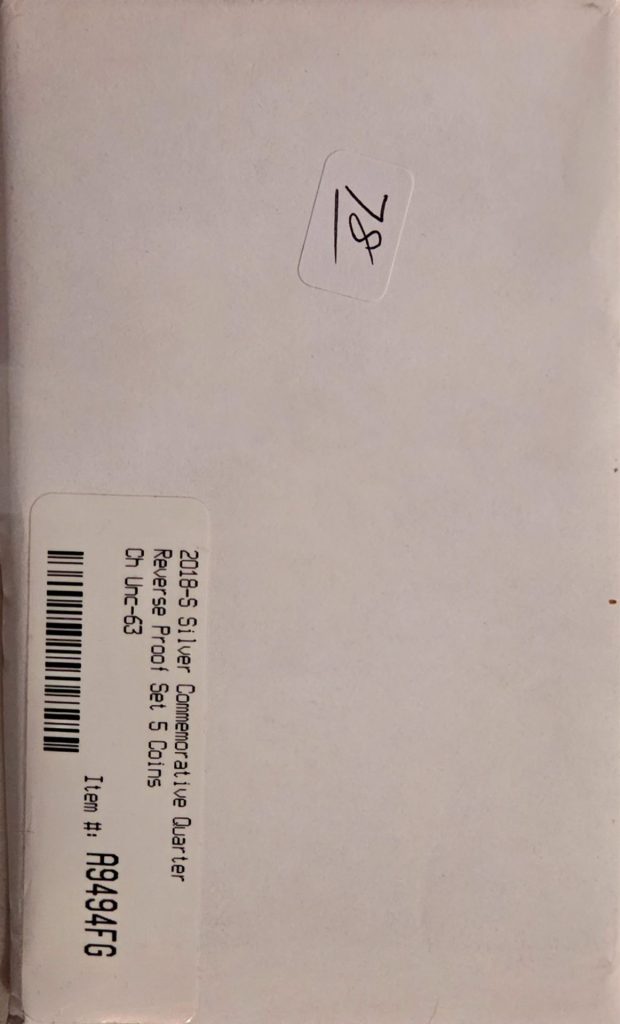 78
2018-S Silver Commemorative Quarter
Reverse Proof Set 5 Coins
Ch Unc-63
Item #: A9494FG